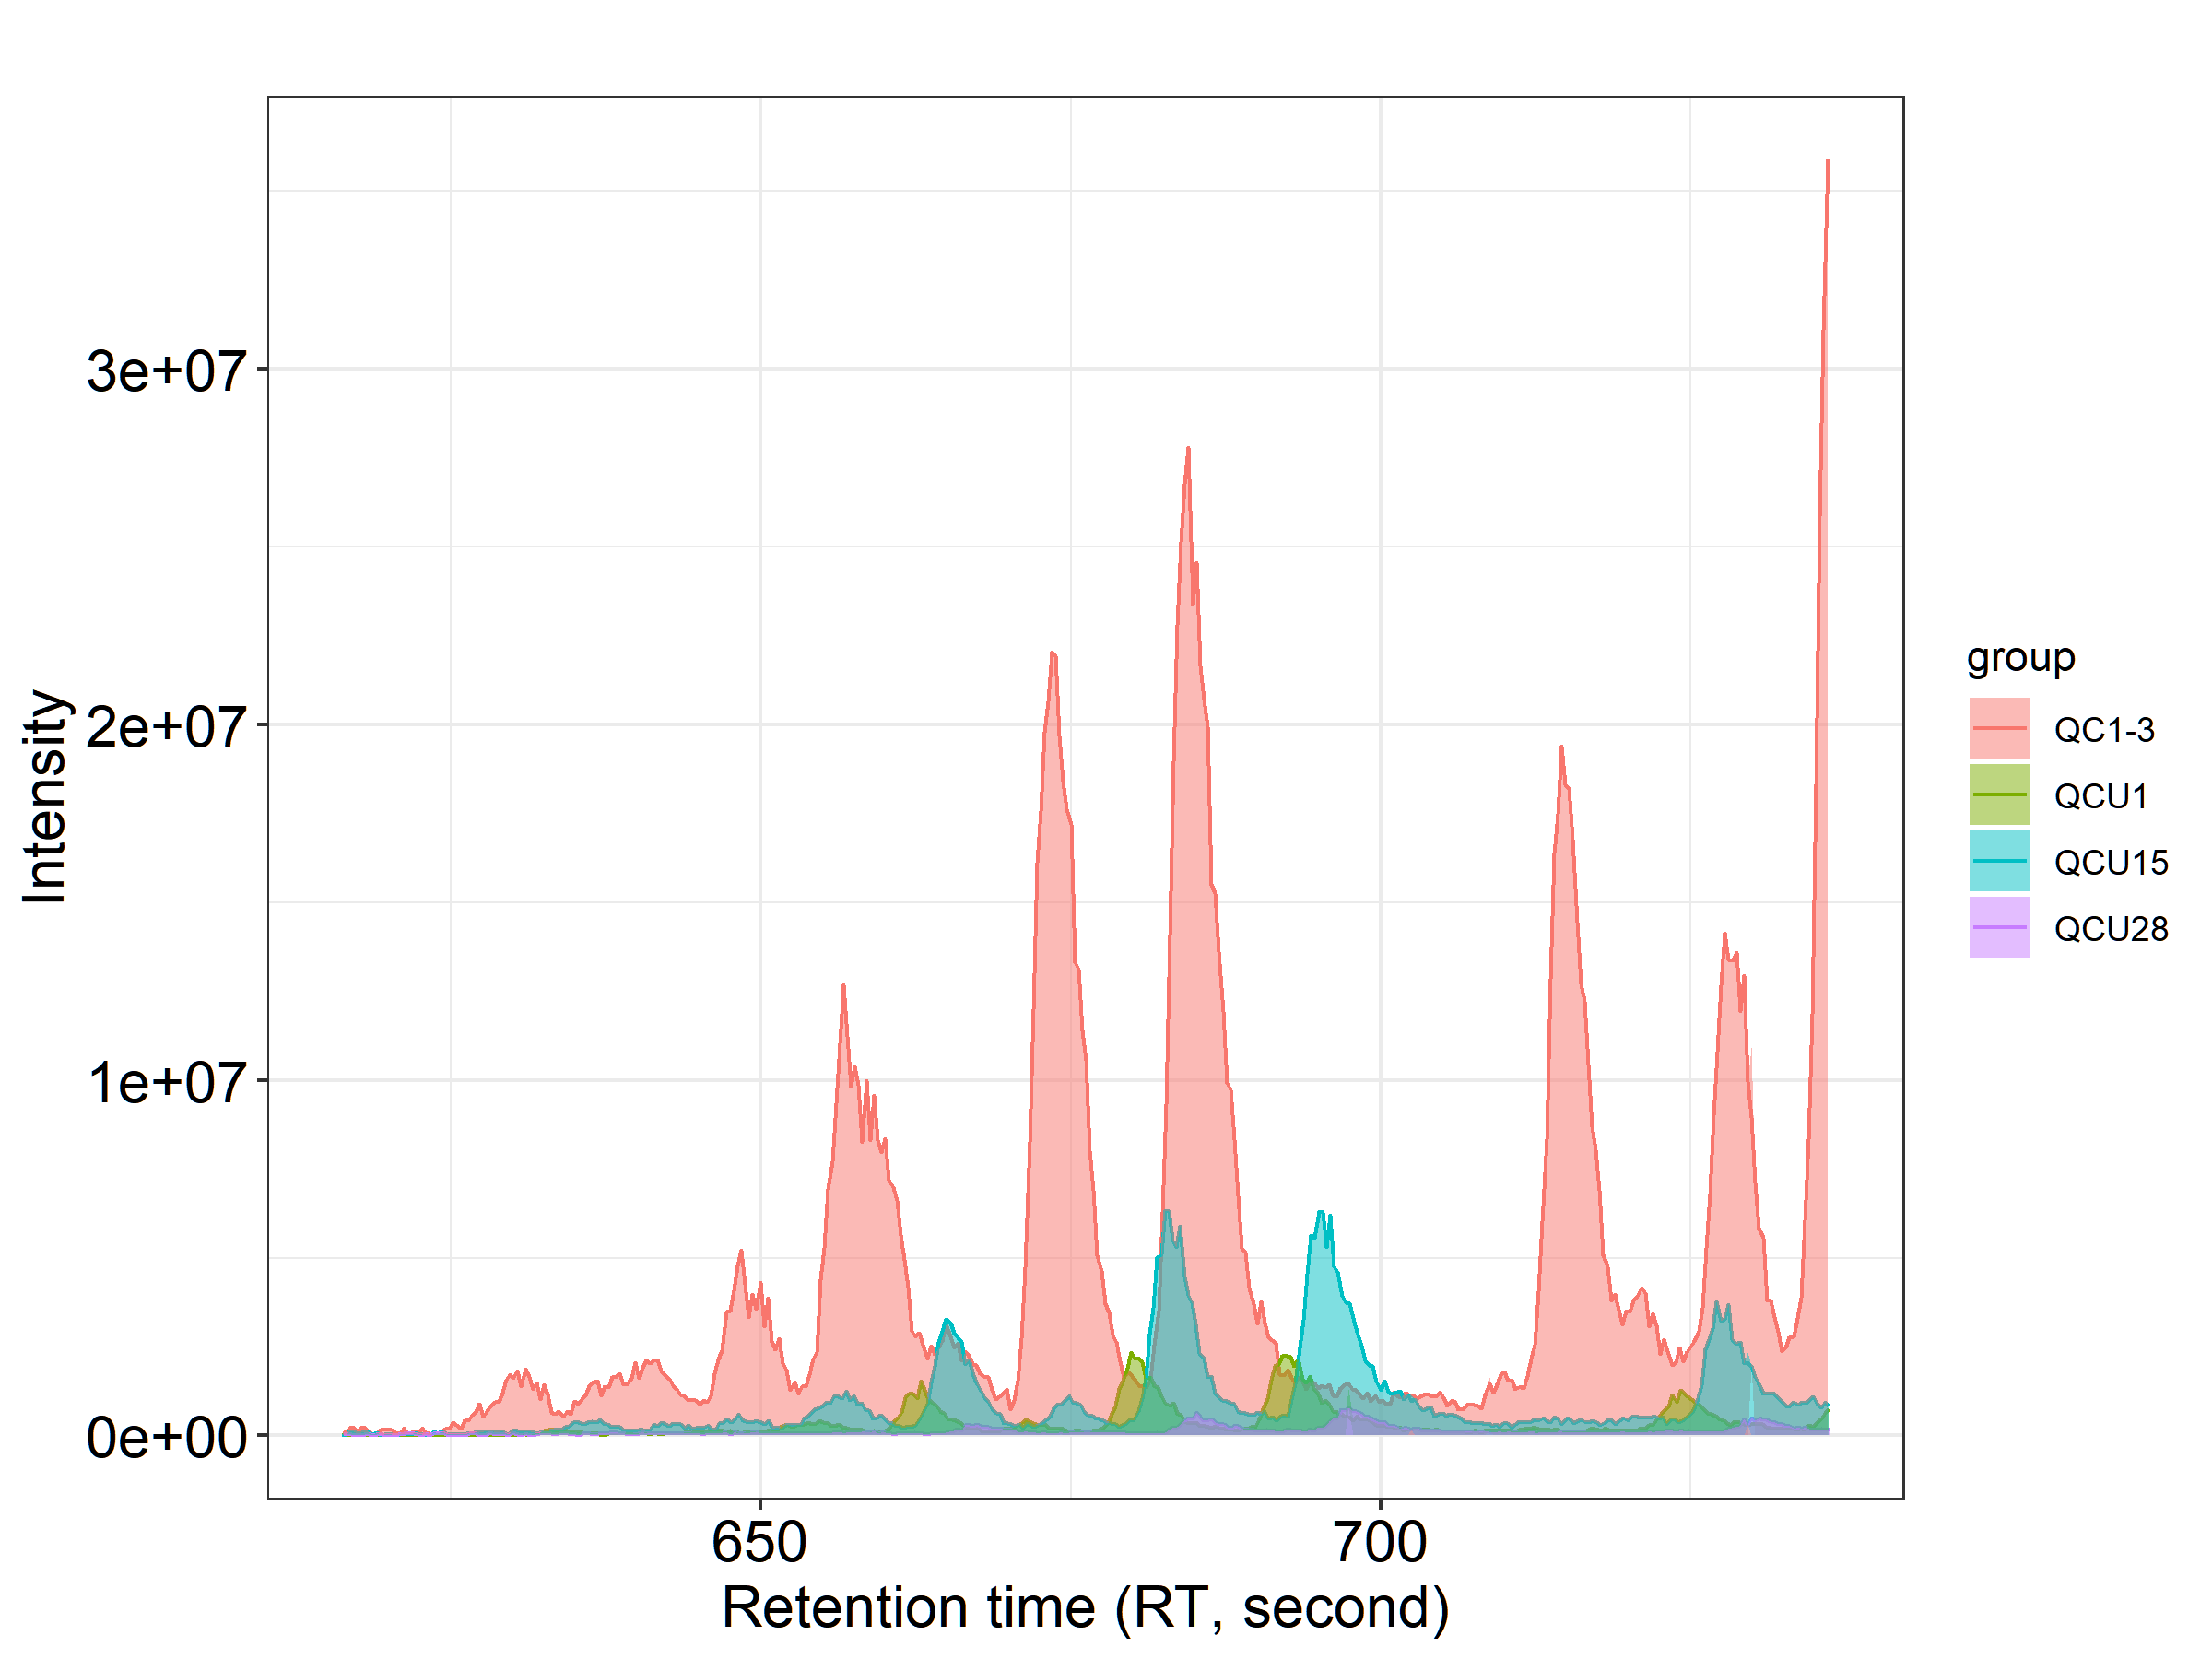 3e+07
2e+07
1e+07
0e+00
Intensity
650
700
Retention time (RT, second)
group
QC1-3
QCU1
QCU15
QCU28